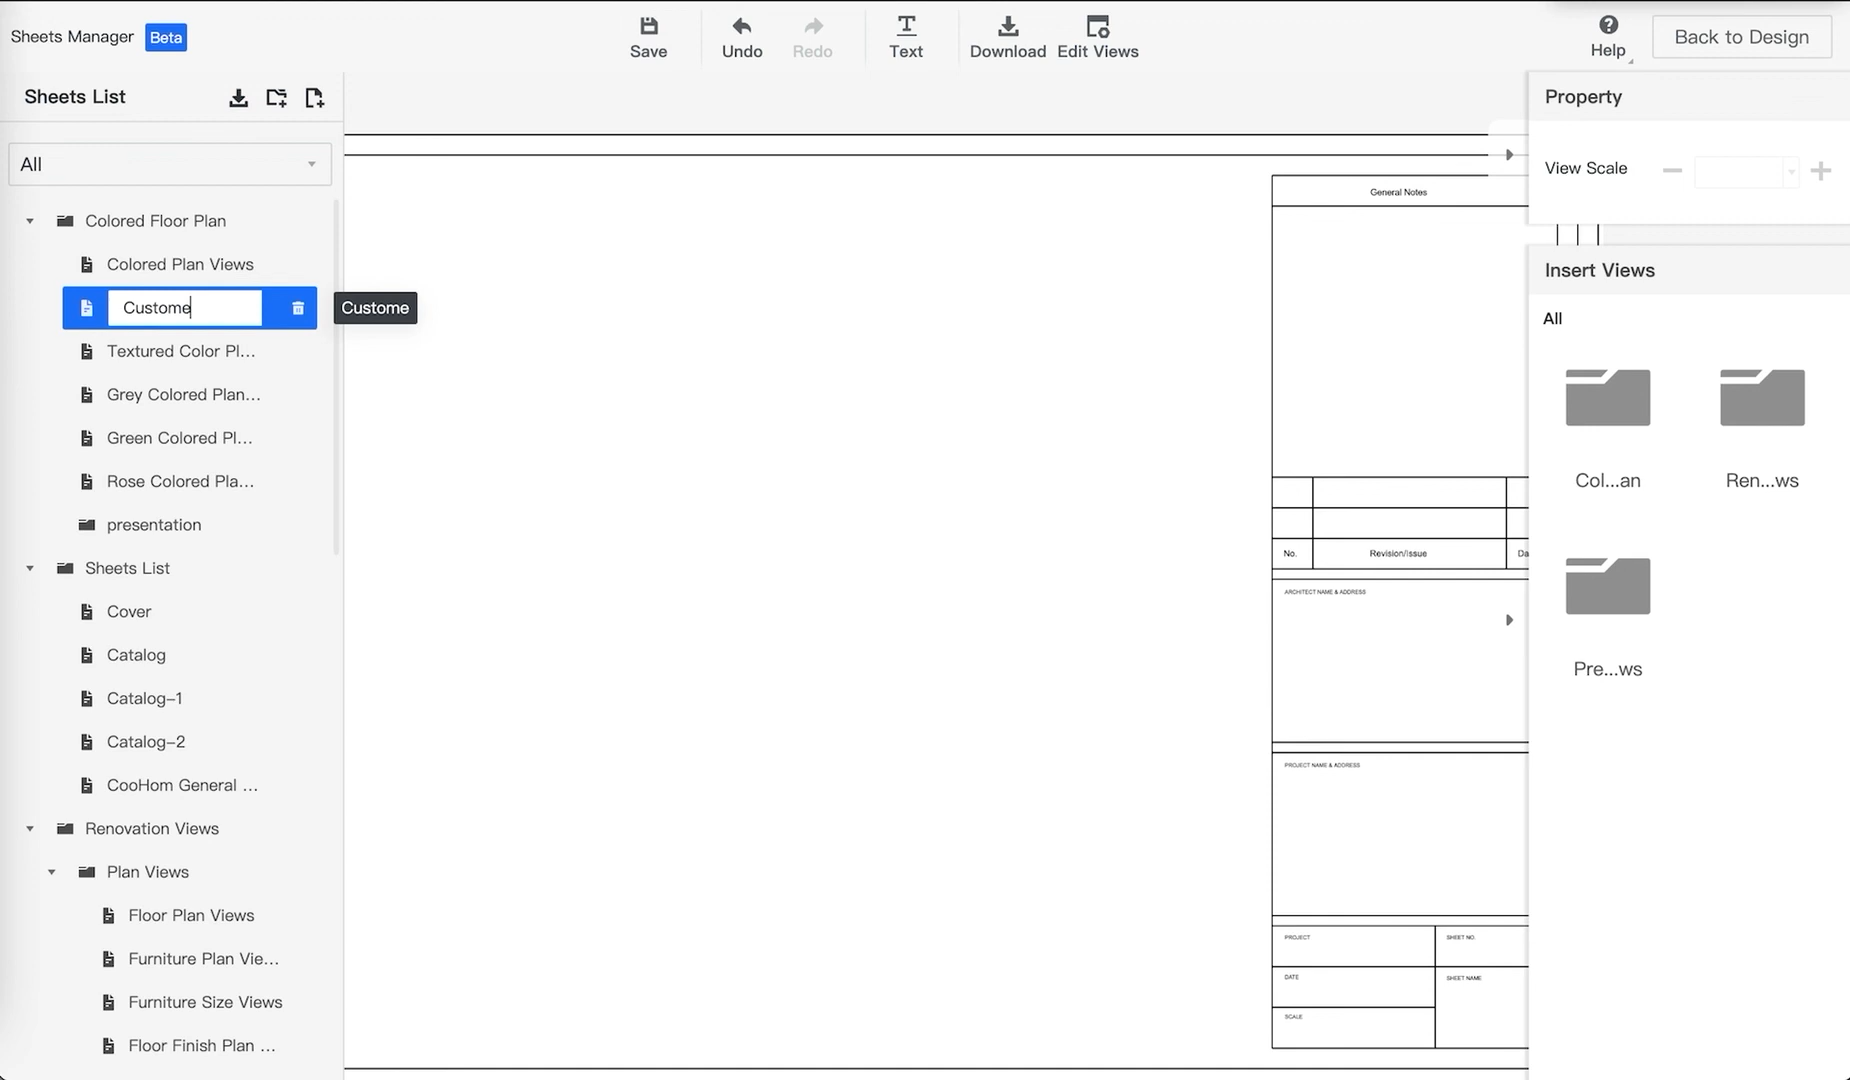 Sheets Manager Beta
Save
Undo
Redo
Text
Download
Edit Views
Help
Back to Design
Sheets List
All
Colored Floor Plan
Colored Plan Views
Custome
Custome
Textured Color Pl...
Grey Colored Plan...
Green Colored Pl...
Rose Colored Pla...
presentation
Sheets List
Cover
Catalog
Catalog-1
Catalog-2
CooHom General ...
Renovation Views
Plan Views
Floor Plan Views
Furniture Plan Vie...
Furniture Size Views
Floor Finish Plan ...
General Notes
No. Revision/Issue Da
ARCHITECT NAME & ADDRESS
PROJECT NAME & ADDRESS
PROJECT
SHEET NO.
DATE
SHEET NAME
SCALE
Property
View Scale
Insert Views
All
Col...an
Ren...ws
Pre...ws